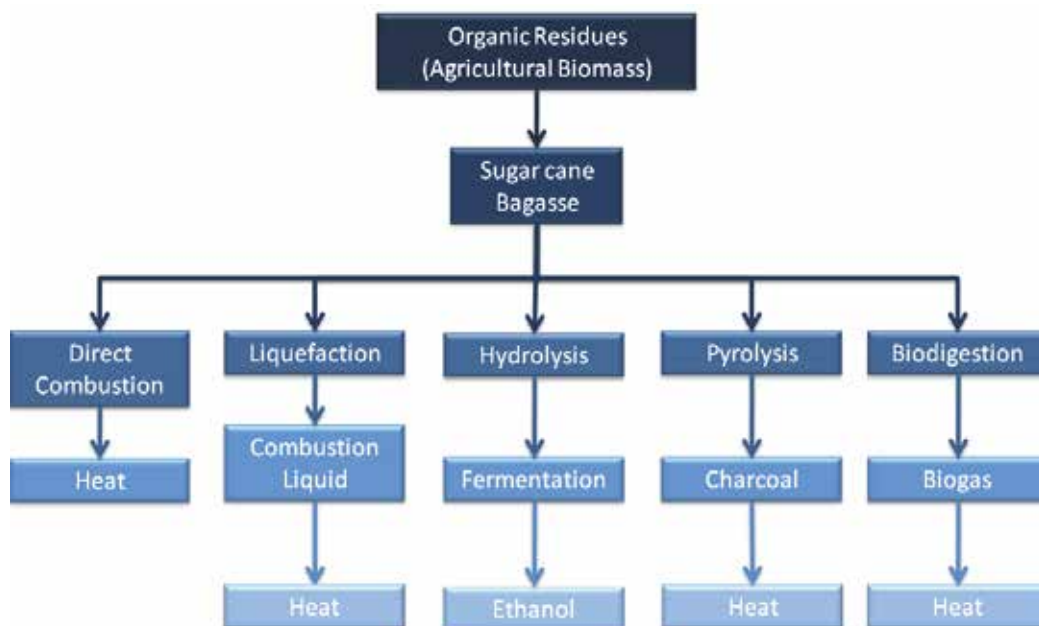 Organic Residues
(Agricultural Biomass)
Sugar cane
Bagasse
Direct
Combustion
Liquefaction
Hydrolysis
Pyrolysis
Biodigestion
Heat
Combustion
Liquid
Fermentation
Charcoal
Biogas
Heat
Ethanol
Heat
Heat